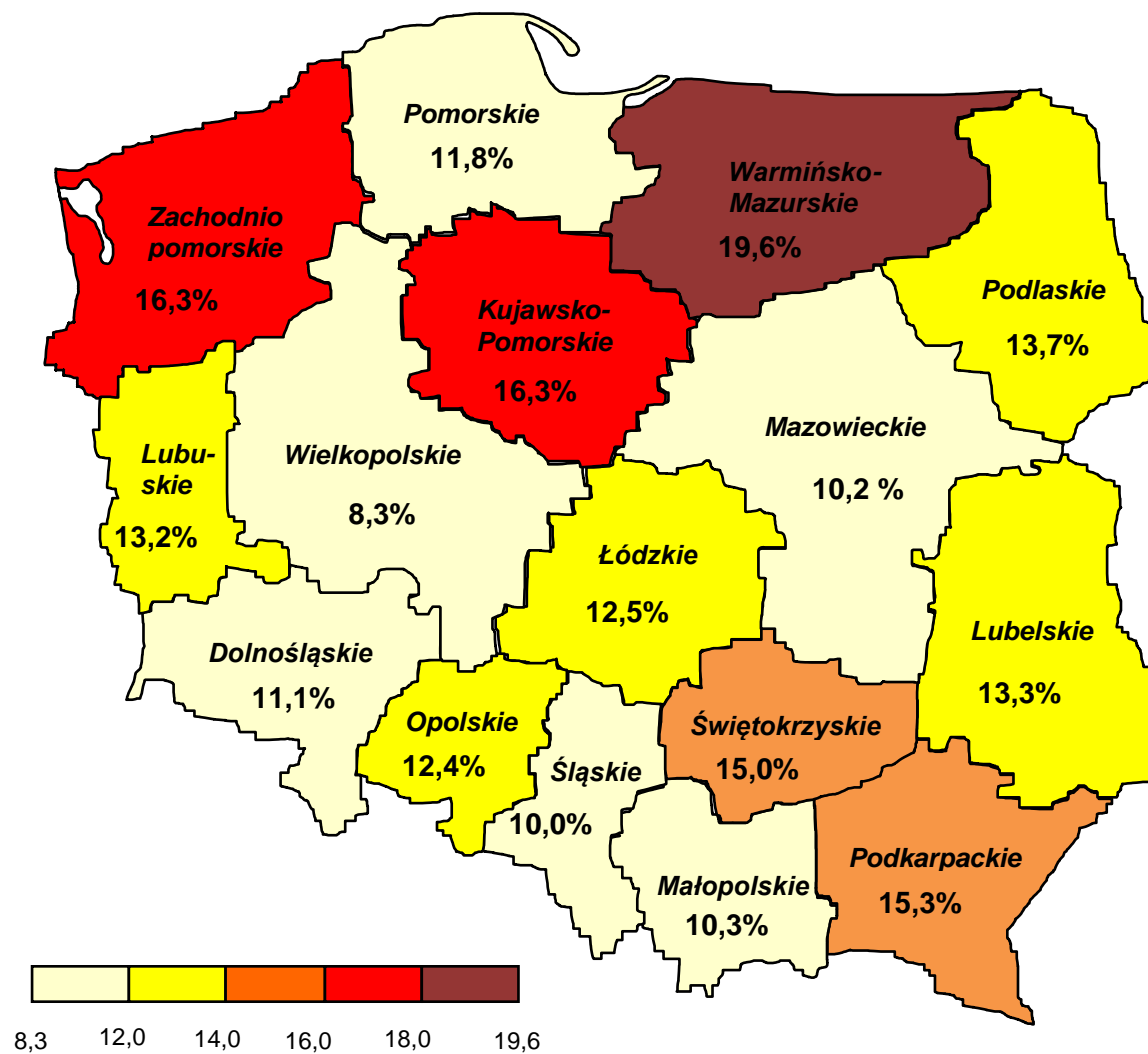 Pomorskie
11,8%
Warmińsko-
Mazurskie
19,6%
Zachodnio
pomorskie
16,3%
Podlaskie
13,7%
Kujawsko-
Pomorskie
16,3%
Mazowieckie
10,2 %
Lubu-
skie
13,2%
Wielkopolskie
8,3%
Łódzkie
12,5%
Lubelskie
13,3%
Dolnośląskie
11,1%
Opolskie
12,4%
Śląskie
10,0%
Świętokrzyskie
15,0%
Małopolskie
10,3%
Podkarpackie
15,3%
8,3 12,0 14,0 16,0 18,0 19,6